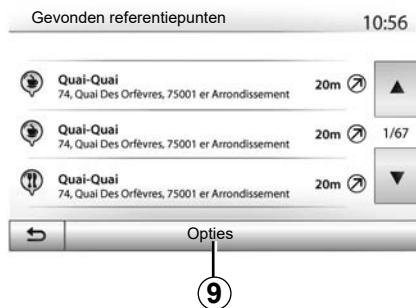 Gevonden referentiepunten 10:56
Quai-Quai
74, Quai Des Orfèvres, 75001 er Arrondissement
20m
Quai-Quai
74, Quai Des Orfèvres, 75001 er Arrondissement
20m 1/67
Quai-Quai
74, Quai Des Orfèvres, 75001 er Arrondissement
20m
Opties
9